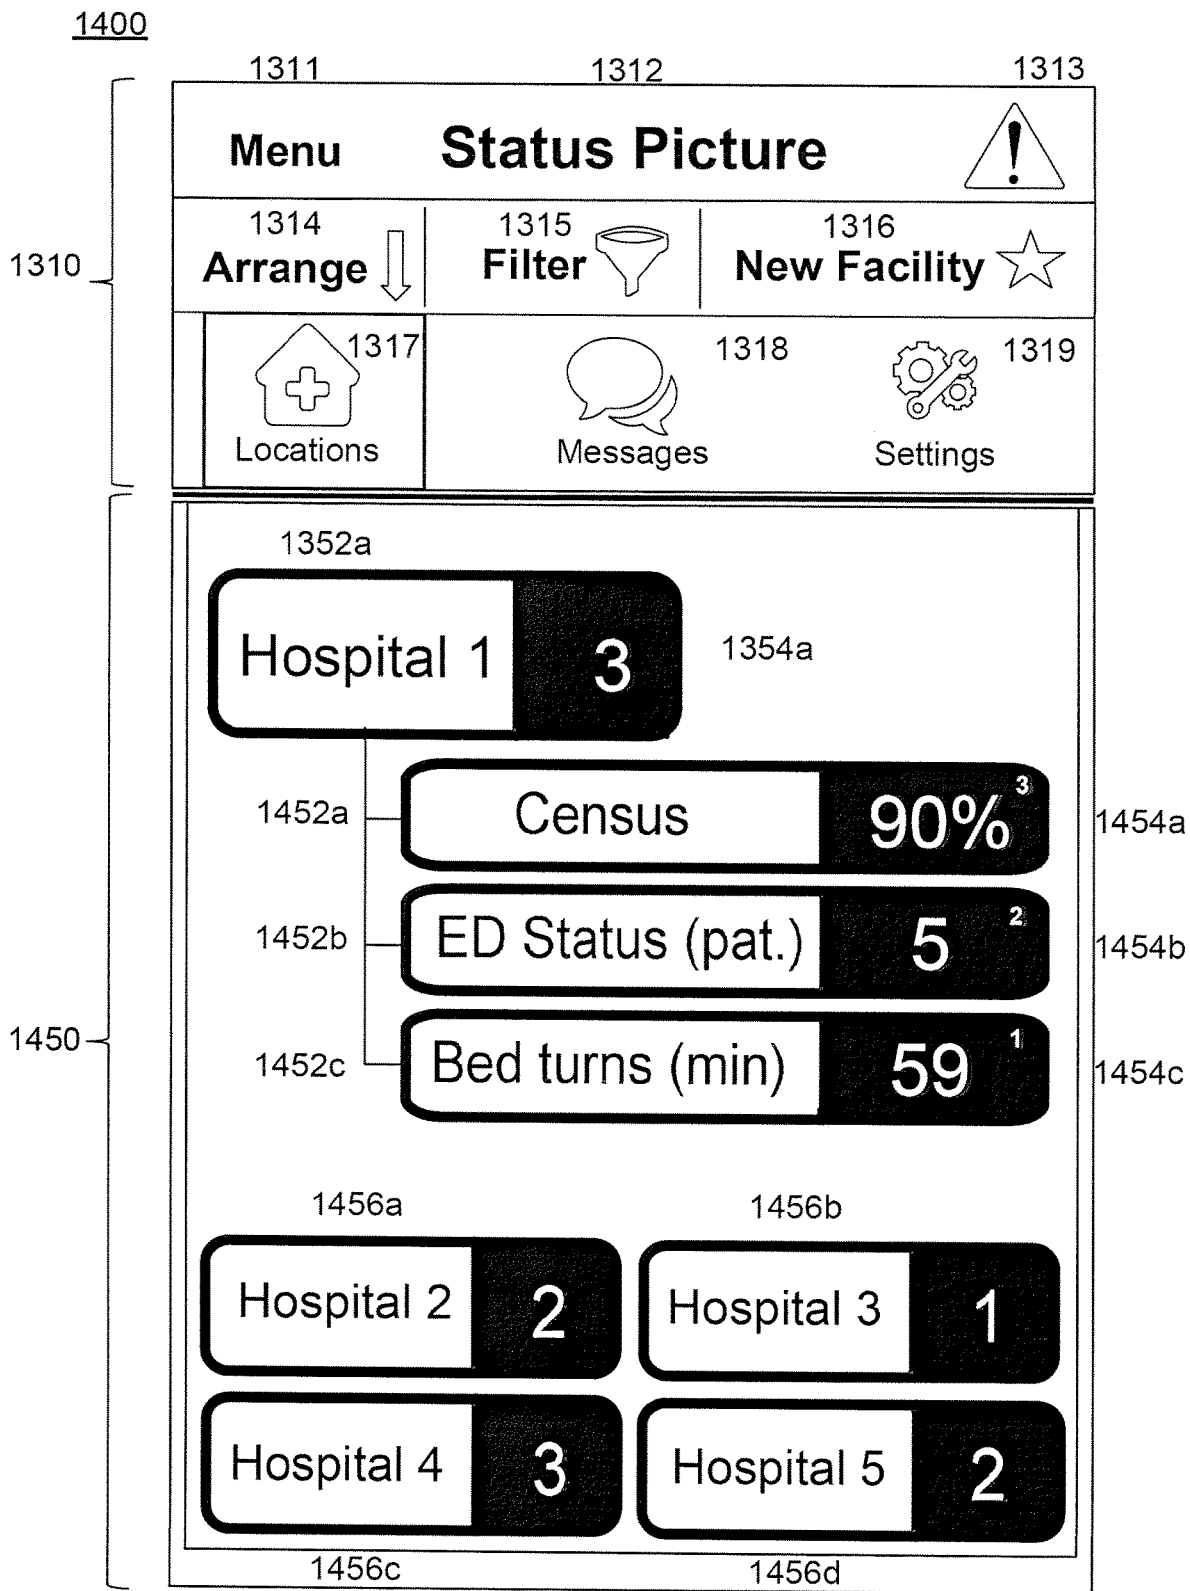 1400
1311 1312 1313
Menu Status Picture !
1314 1315 1316
1310 Arrange Filter New Facility
1317 1318 1319
Locations Messages Settings
1352a
Hospital 1 3 1354a
1452a Census 90% 3 1454a
1452b ED Status (pat.) 5 2 1454b
1450
1452c Bed turns (min) 59 1 1454c
1456a 1456b
Hospital 2 2 Hospital 3 1
Hospital 4 3 Hospital 5 2
1456c 1456d